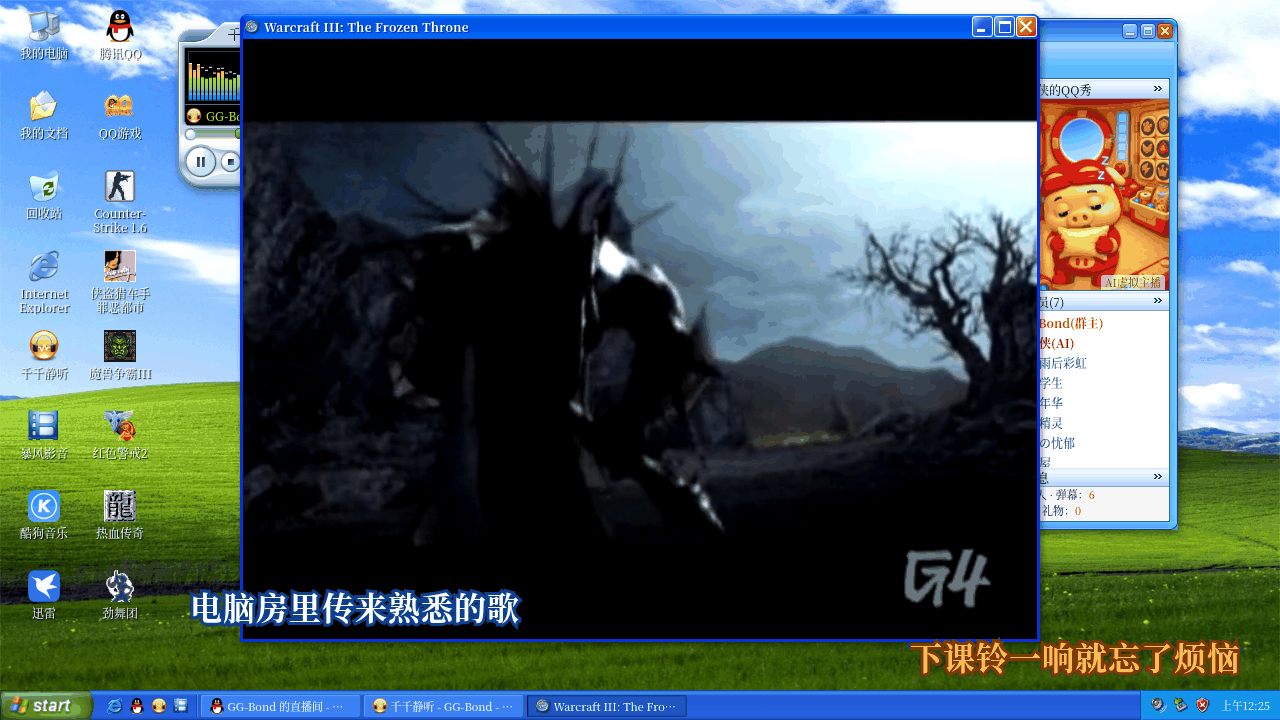 我的电脑
腾讯QQ
我的文档
QQ游戏
回收站
Counter-
Strike 1.6
Internet
Explorer
侠盗猎车手
罪恶都市
千千静听
魔兽争霸III
暴风影音
红色警戒2
酷狗音乐
热血传奇
迅雷
劲舞团
千
GG-Bo
Warcraft III: The Frozen Throne
G4
侠的QQ秀
z
z
AI虚拟主播
员(7)
Bond(群主)
侠(AI)
雨后彩虹
学生
年华
精灵
の忧郁
息
人 · 弹幕: 6
礼物: 0
电脑房里传来熟悉的歌
下课铃一响就忘了烦恼
start
GG-Bond 的直播间 - ···
千千静听 - GG-Bond - ···
Warcraft III: The Fro···
上午12:25